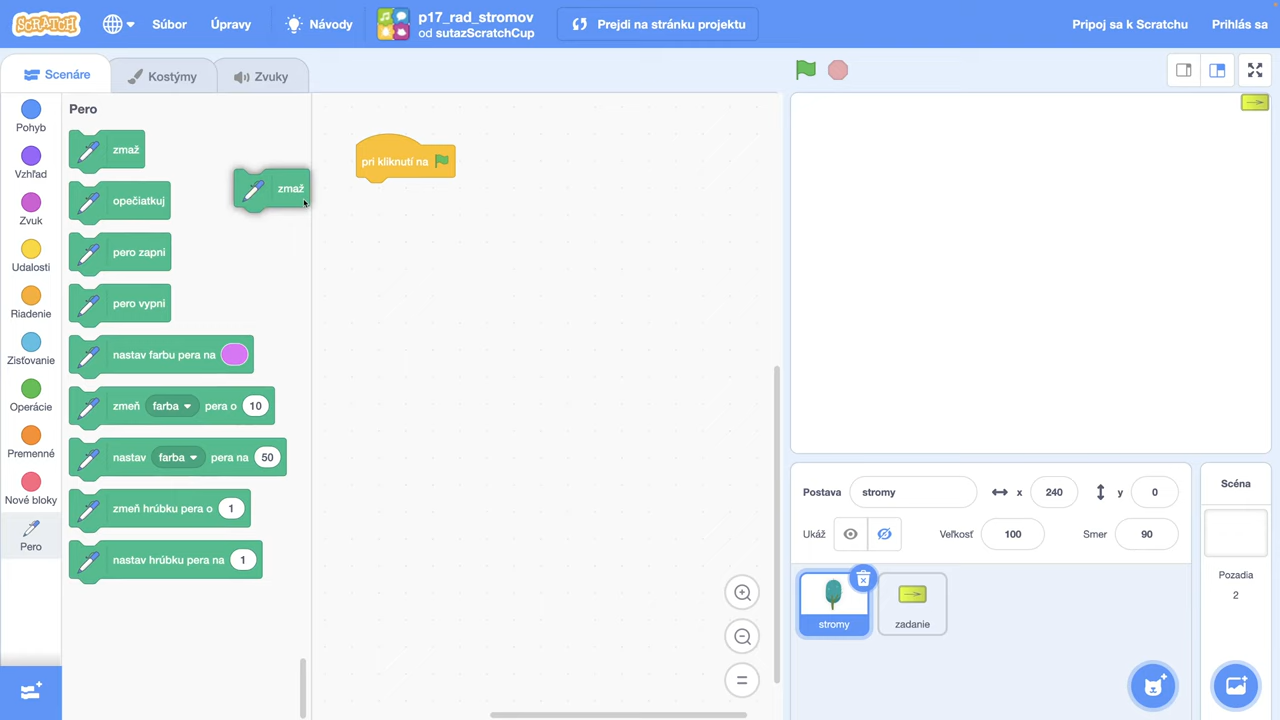 SCRATCH
Súbor
Úpravy
Návody
p17_rad_stromov
od sutazScratchCup
Prejdi na stránku projektu
Pripoj sa k Scratchu
Prihlás sa
Scenáre
Kostýmy
Zvuky
Pohyb
Vzhľad
Zvuk
Udalosti
Riadenie
Zisťovanie
Operácie
Premenné
Nové bloky
Pero
Pero
zmaž
opečiatkuj
pero zapni
pero vypni
nastav farbu pera na
zmeň farba pera o 10
nastav farba pera na 50
zmeň hrúbku pera o 1
nastav hrúbku pera na 1
zmaž
pri kliknutí na
Postava stromy x 240 y 0
Ukáž Veľkosť 100 Smer 90
stromy
zadanie
Scéna
Pozadia
2